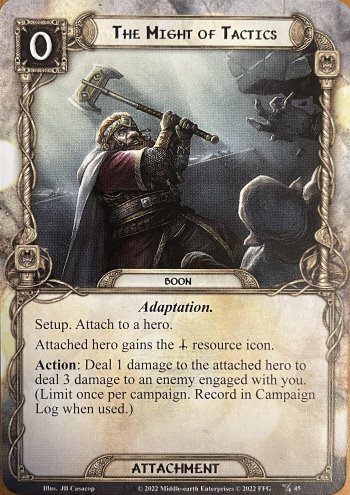 0
The Might of Tactics
BOON
Adaptation.
Setup. Attach to a hero.
Attached hero gains the resource icon.
Action: Deal 1 damage to the attached hero to
deal 3 damage to an enemy engaged with you.
(Limit once per campaign. Record in Campaign
Log when used.)
ATTACHMENT
Illus. JB Casacop
© 2022 Middle-earth Enterprises © 2022 FFG
45